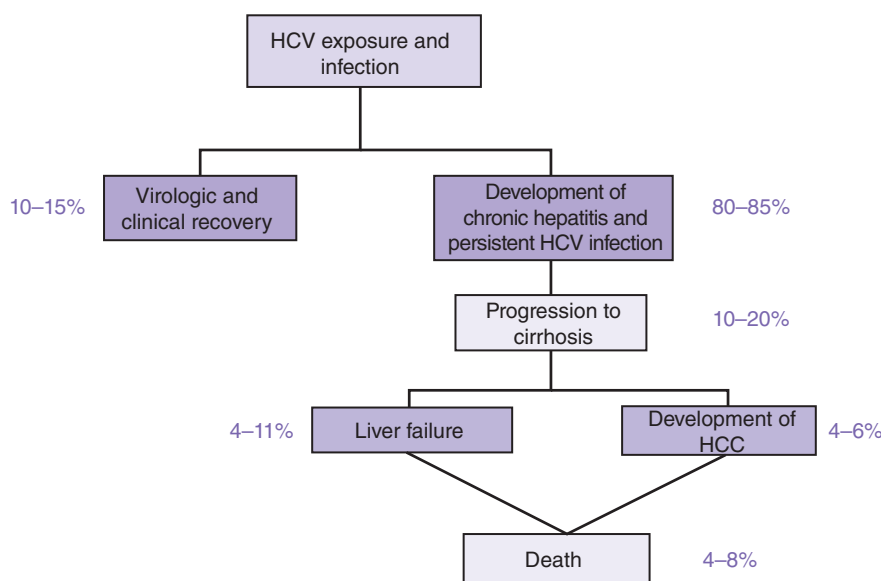 HCV exposure and
infection
10–15%
Virologic and
clinical recovery
Development of
chronic hepatitis and
persistent HCV infection
80–85%
Progression to
cirrhosis
10–20%
4–11%
Liver failure
Development of
HCC
4–6%
Death
4–8%